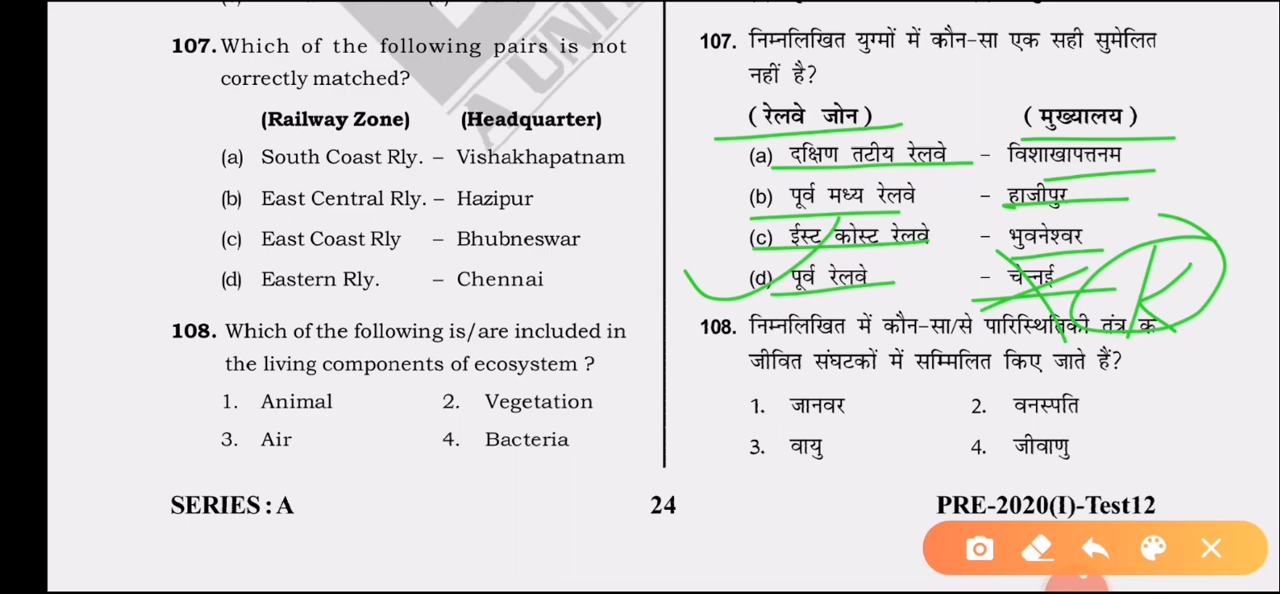 107. Which of the following pairs is not
correctly matched?
(Railway Zone) (Headquarter)
(a) South Coast Rly. – Vishakhapatnam
(b) East Central Rly. – Hazipur
(c) East Coast Rly – Bhubneswar
(d) Eastern Rly. – Chennai
108. Which of the following is/are included in
the living components of ecosystem ?
1. Animal 2. Vegetation
3. Air 4. Bacteria
107. निम्नलिखित युग्मों में कौन-सा एक सही सुमेलित
नहीं है?
(रेलवे जोन) (मुख्यालय)
(a) दक्षिण तटीय रेलवे – विशाखापत्तनम
(b) पूर्व मध्य रेलवे – हाजीपुर
(c) ईस्ट कोस्ट रेलवे – भुवनेश्वर
(d) पूर्व रेलवे – चेन्नई
K
108. निम्नलिखित में कौन-सा/से पारिस्थितिकी तंत्र के
जीवित संघटकों में सम्मिलित किए जाते हैं?
1. जानवर 2. वनस्पति
3. वायु 4. जीवाणु
SERIES : A 24 PRE-2020(I)-Test12